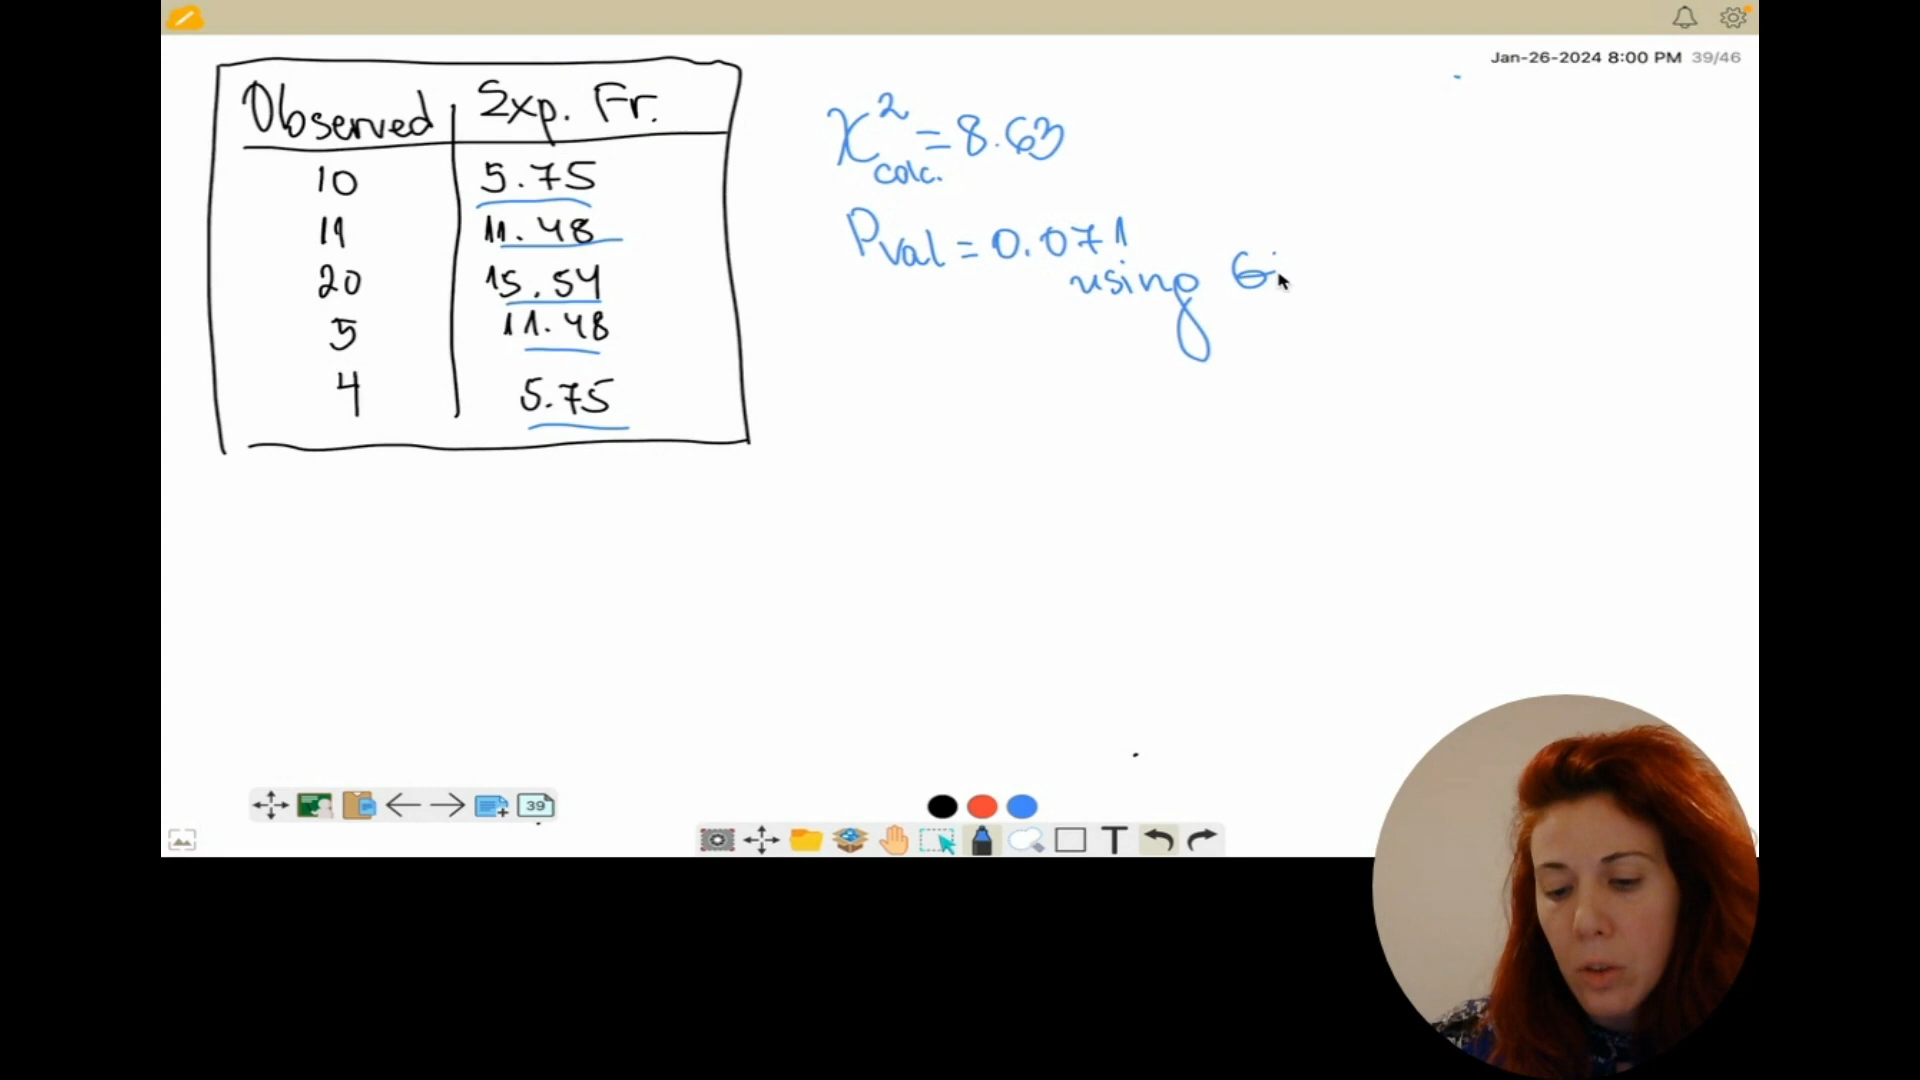 Jan-26-2024 8:00 PM 39/46
Observed Exp. Fr.
10 5.75
11 11.48
20 15.54
5 11.48
4 5.75
χ²calc. = 8.63
Pval = 0.071
using G
39
T